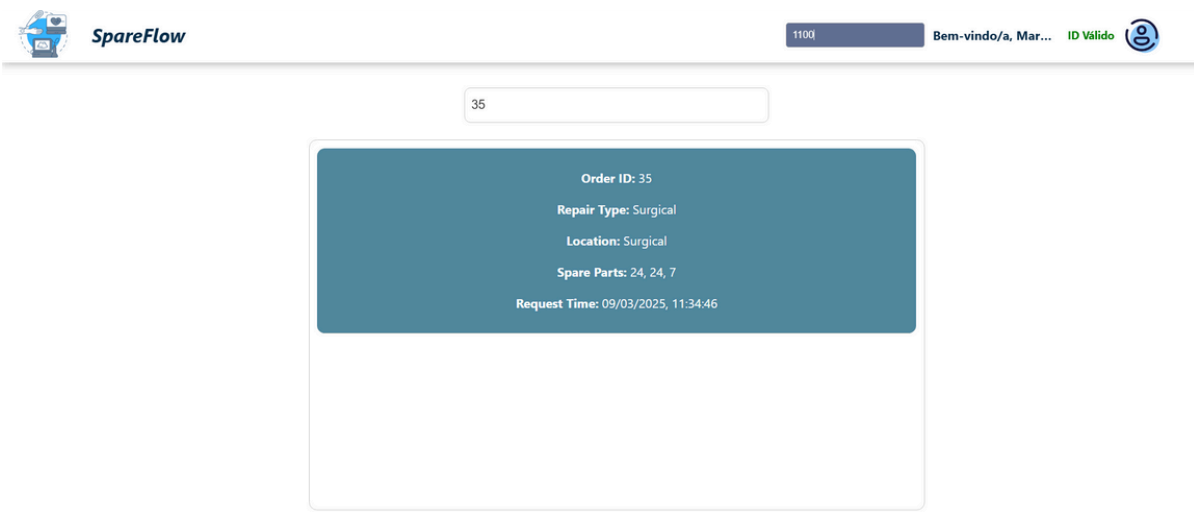 SpareFlow
1100
Bem-vindo/a, Mar...
ID Válido
35
Order ID: 35
Repair Type: Surgical
Location: Surgical
Spare Parts: 24, 24, 7
Request Time: 09/03/2025, 11:34:46